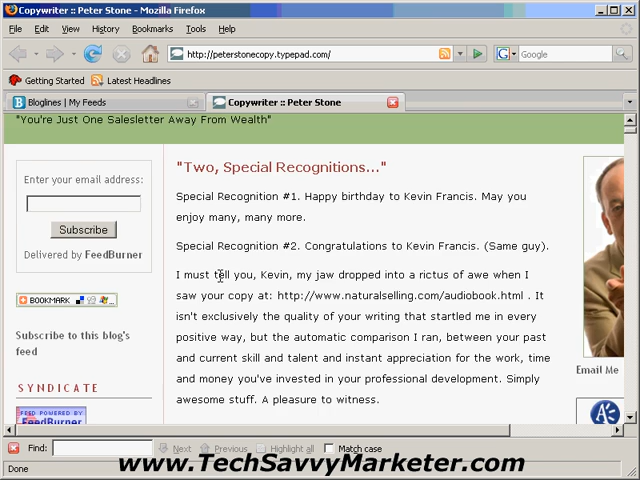 Copywriter :: Peter Stone - Mozilla Firefox
File Edit View History Bookmarks Tools Help
http://peterstonecopy.typepad.com/
G Google
Getting Started Latest Headlines
B Bloglines | My Feeds
Copywriter :: Peter Stone
"You're Just One Salesletter Away From Wealth"
Enter your email address:
Subscribe
Delivered by FeedBurner
BOOKMARK
Subscribe to this blog's
feed
SYNDICATE
FEED POWERED BY
FeedBurner
"Two, Special Recognitions..."
Special Recognition #1. Happy birthday to Kevin Francis. May you
enjoy many, many more.
Special Recognition #2. Congratulations to Kevin Francis. (Same guy).
I must tell you, Kevin, my jaw dropped into a rictus of awe when I
saw your copy at: http://www.naturalselling.com/audiobook.html . It
isn't exclusively the quality of your writing that startled me in every
positive way, but the automatic comparison I ran, between your past
and current skill and talent and instant appreciation for the work, time
and money you've invested in your professional development. Simply
awesome stuff. A pleasure to witness.
Email Me
A
Find: Next Previous Highlight all Match case
Done
www.TechSavvyMarketer.com